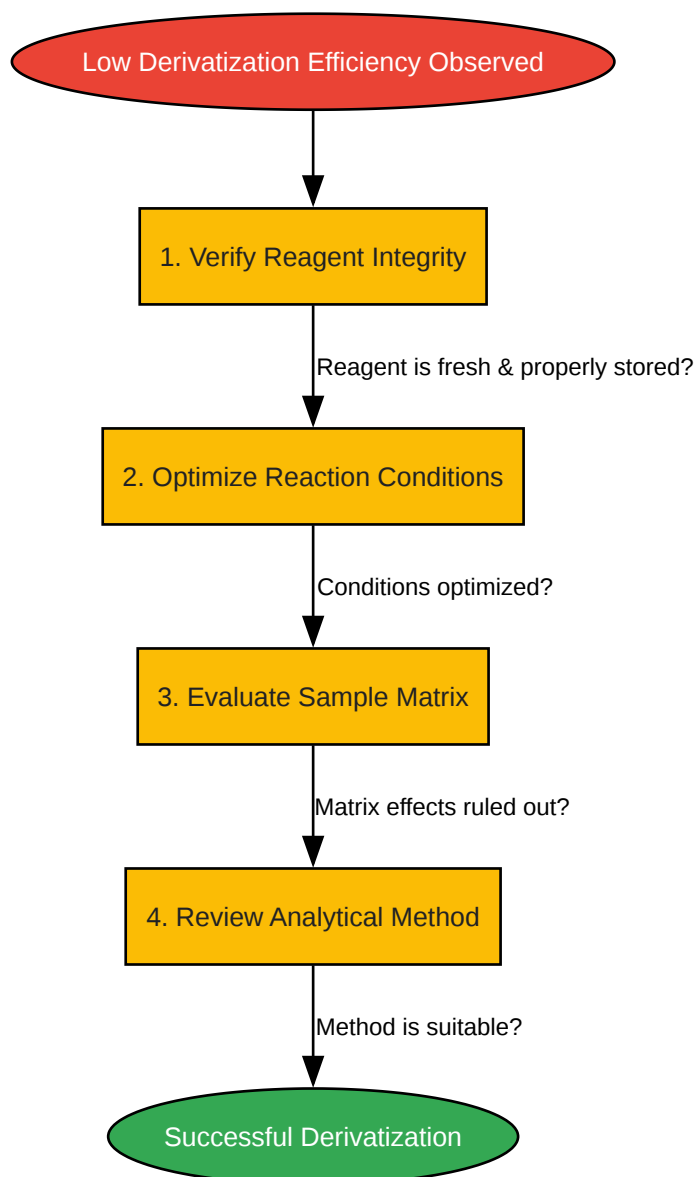 Low Derivatization Efficiency Observed
1. Verify Reagent Integrity
Reagent is fresh & properly stored?
2. Optimize Reaction Conditions
Conditions optimized?
3. Evaluate Sample Matrix
Matrix effects ruled out?
4. Review Analytical Method
Method is suitable?
Successful Derivatization